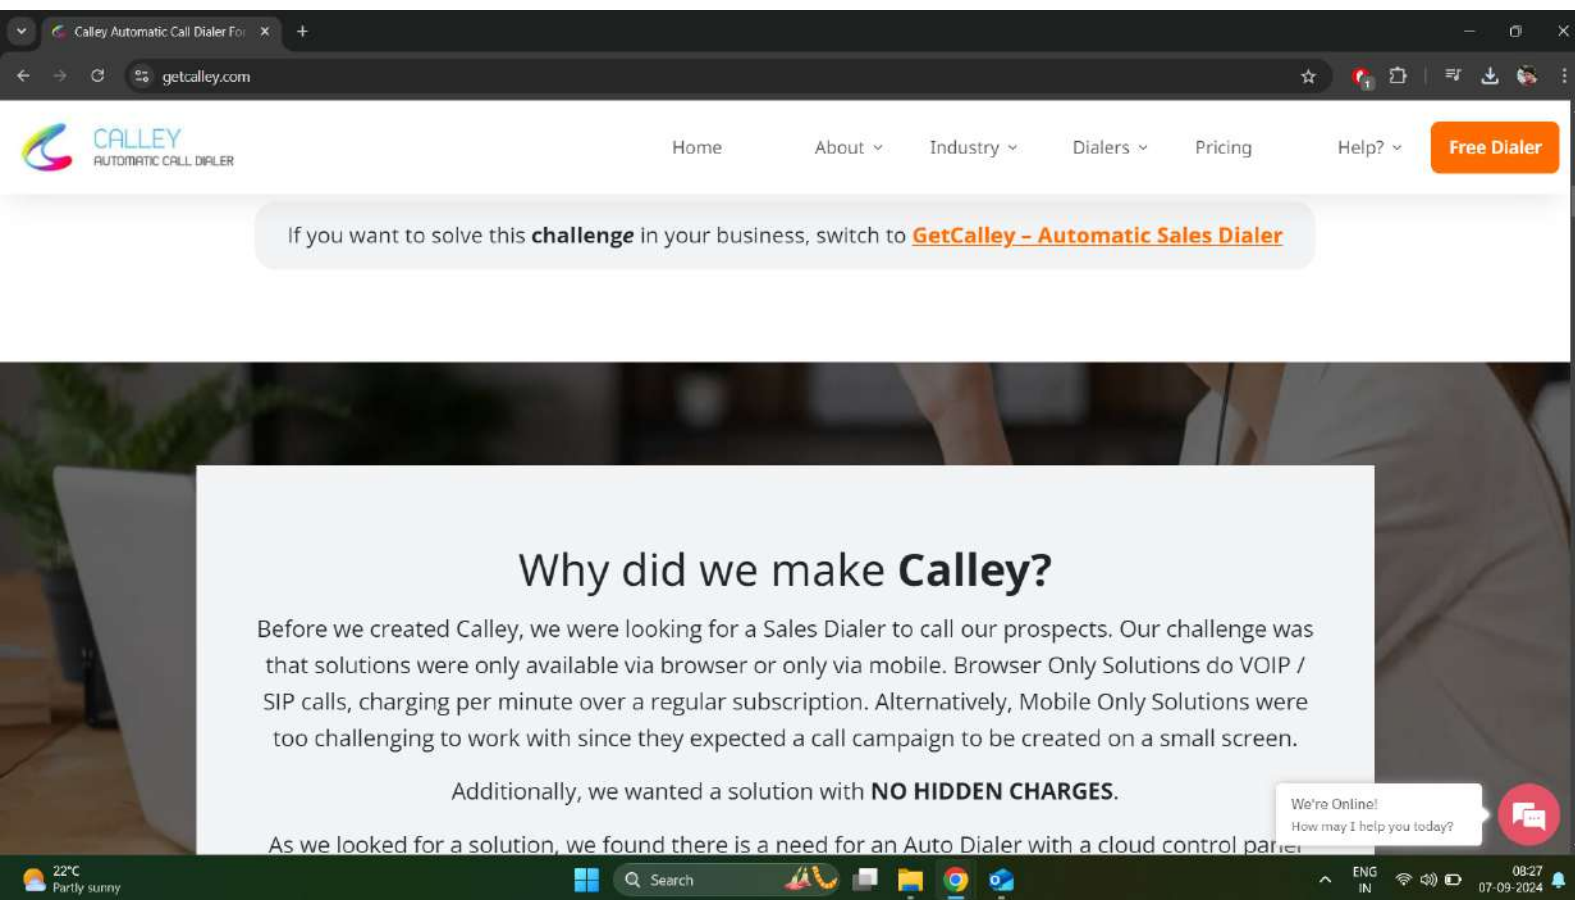 Calley Automatic Call Dialer For
getcalley.com
1
CALLEY
AUTOMATIC CALL DIALER
Home
About
Industry
Dialers
Pricing
Help?
Free Dialer
If you want to solve this challenge in your business, switch to GetCalley – Automatic Sales Dialer
Why did we make Calley?
Before we created Calley, we were looking for a Sales Dialer to call our prospects. Our challenge was
that solutions were only available via browser or only via mobile. Browser Only Solutions do VOIP /
SIP calls, charging per minute over a regular subscription. Alternatively, Mobile Only Solutions were
too challenging to work with since they expected a call campaign to be created on a small screen.
Additionally, we wanted a solution with NO HIDDEN CHARGES.
As we looked for a solution, we found there is a need for an Auto Dialer with a cloud control panel
We're Online!
How may I help you today?
22°C
Partly sunny
Search
ENG
IN
08:27
07-09-2024